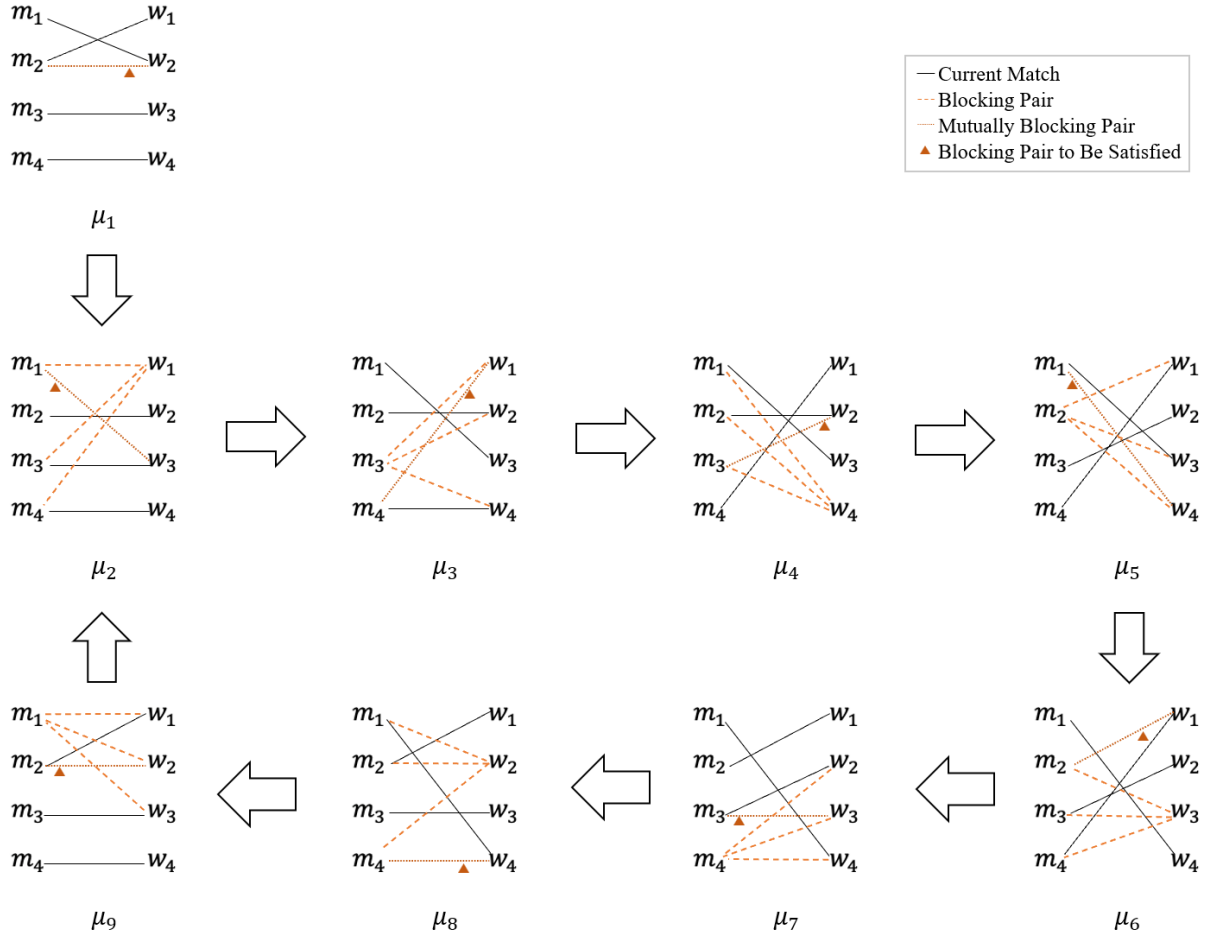 m₁ w₁
m₂ w₂
m₃ w₃
m₄ w₄
μ₁
Current Match
Blocking Pair
Mutually Blocking Pair
Blocking Pair to Be Satisfied
m₁ w₁ m₁ w₁ m₁ w₁ m₁ w₁
m₂ w₂ m₂ w₂ m₂ w₂ m₂ w₂
m₃ w₃ m₃ w₃ m₃ w₃ m₃ w₃
m₄ w₄ m₄ w₄ m₄ w₄ m₄ w₄
μ₂ μ₃ μ₄ μ₅
m₁ w₁ m₁ w₁ m₁ w₁ m₁ w₁
m₂ w₂ m₂ w₂ m₂ w₂ m₂ w₂
m₃ w₃ m₃ w₃ m₃ w₃ m₃ w₃
m₄ w₄ m₄ w₄ m₄ w₄ m₄ w₄
μ₉ μ₈ μ₇ μ₆